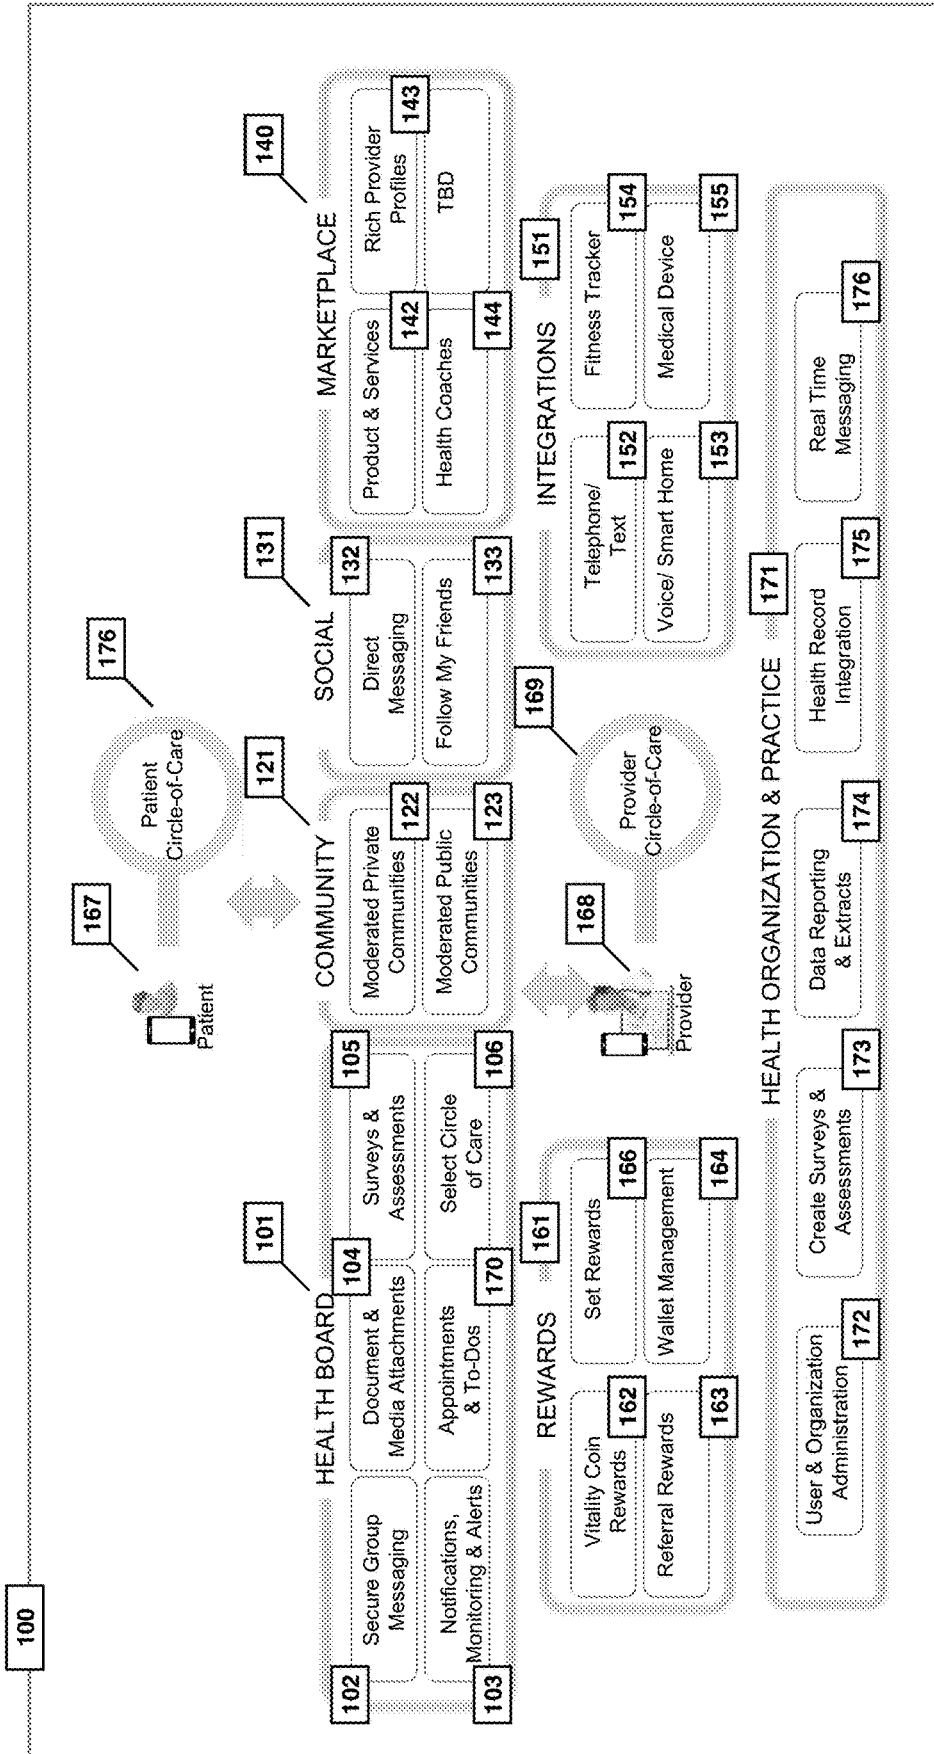 100
167
Patient
Patient
Circle-of-Care
176
101
HEALTH BOARD
102
Secure Group
Messaging
104
Document &
Media Attachments
105
Surveys &
Assessments
103
Notifications,
Monitoring & Alerts
170
Appointments
& To-Dos
106
Select Circle
of Care
121
COMMUNITY
122
Moderated Private
Communities
123
Moderated Public
Communities
131
SOCIAL
132
Direct
Messaging
133
Follow My Friends
140
MARKETPLACE
142
Product & Services
143
Rich Provider
Profiles
144
Health Coaches
TBD
161
REWARDS
162
Vitality Coin
Rewards
166
Set Rewards
163
Referral Rewards
164
Wallet Management
168
Provider
169
Provider
Circle-of-Care
151
INTEGRATIONS
152
Telephone/
Text
154
Fitness Tracker
153
Voice/ Smart Home
155
Medical Device
171
HEALTH ORGANIZATION & PRACTICE
172
User & Organization
Administration
173
Create Surveys &
Assessments
174
Data Reporting
& Extracts
175
Health Record
Integration
176
Real Time
Messaging